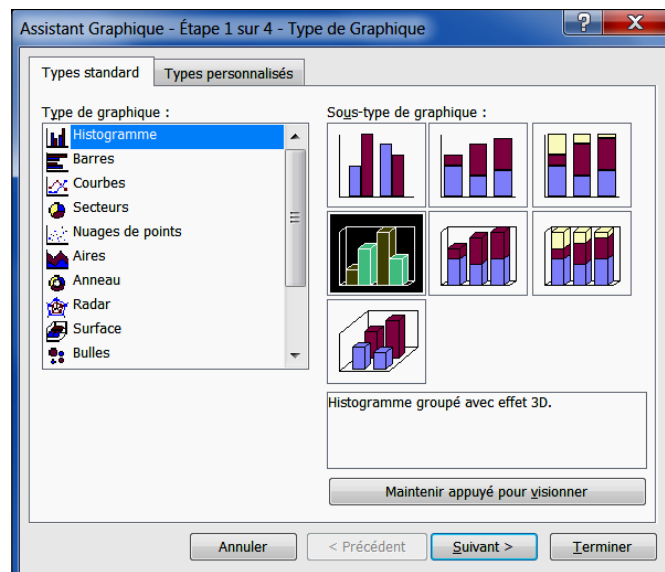 Assistant Graphique - Étape 1 sur 4 - Type de Graphique
Types standard
Types personnalisés
Type de graphique :
Histogramme
Barres
Courbes
Secteurs
Nuages de points
Aires
Anneau
Radar
Surface
Bulles
Sous-type de graphique :
Histogramme groupé avec effet 3D.
Maintenir appuyé pour visionner
Annuler
< Précédent
Suivant >
Terminer